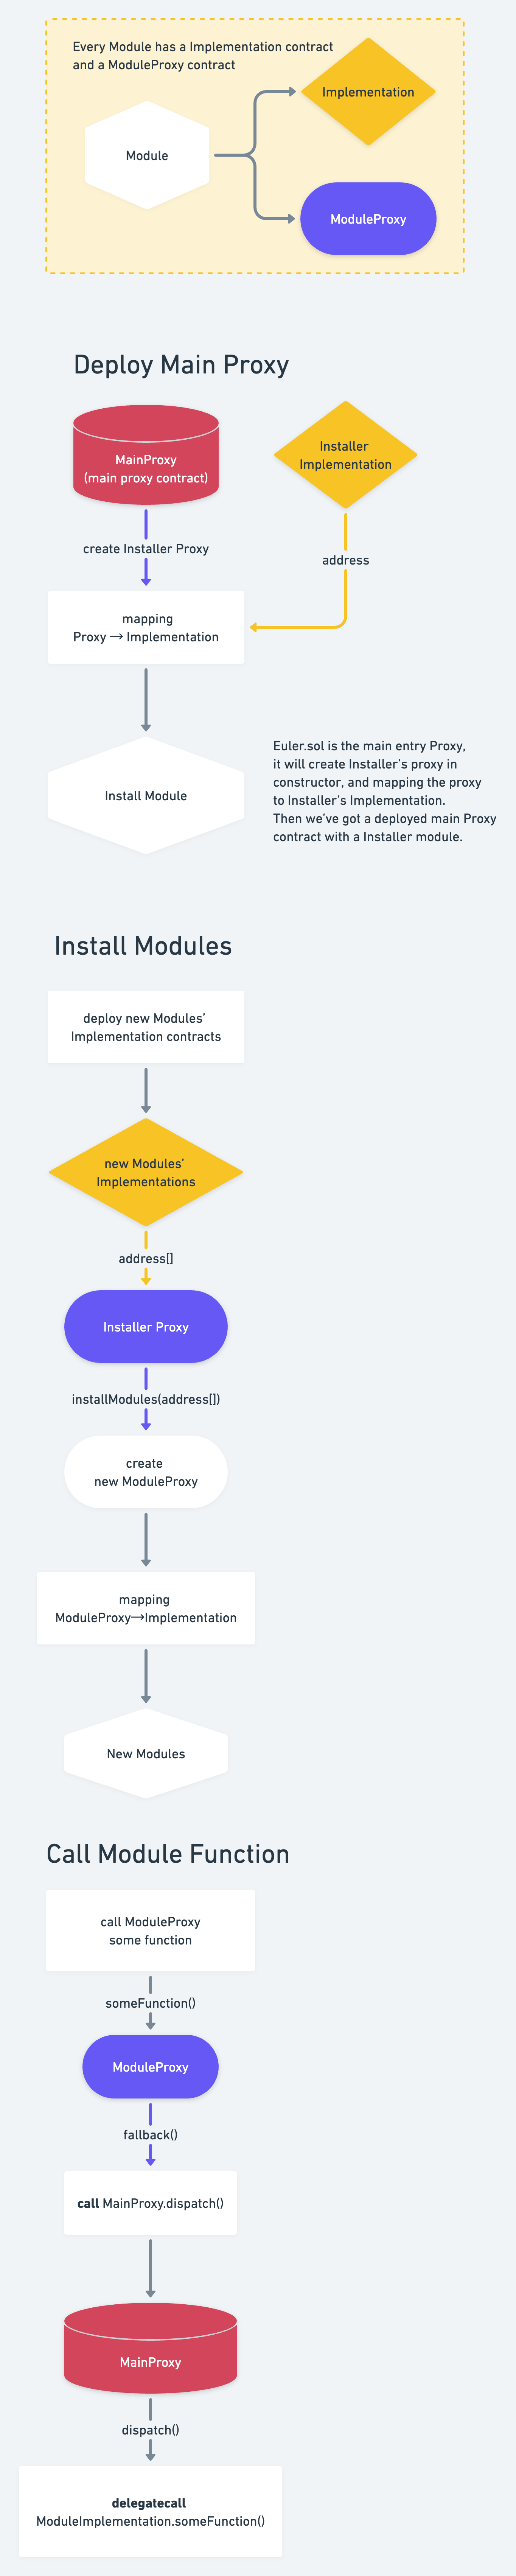 Every Module has a Implementation contract
and a ModuleProxy contract
Implementation
Module
ModuleProxy
Deploy Main Proxy
MainProxy
(main proxy contract)
Installer
Implementation
create Installer Proxy
address
mapping
Proxy → Implementation
Install Module
Euler.sol is the main entry Proxy,
it will create Installer's proxy in
constructor, and mapping the proxy
to Installer's Implementation.
Then we've got a deployed main Proxy
contract with a Installer module.
Install Modules
deploy new Modules'
Implementation contracts
new Modules'
Implementations
address[]
Installer Proxy
installModules(address[])
create
new ModuleProxy
mapping
ModuleProxy→Implementation
New Modules
Call Module Function
call ModuleProxy
some function
someFunction()
ModuleProxy
fallback()
call MainProxy.dispatch()
MainProxy
dispatch()
delegatecall
ModuleImplementation.someFunction()